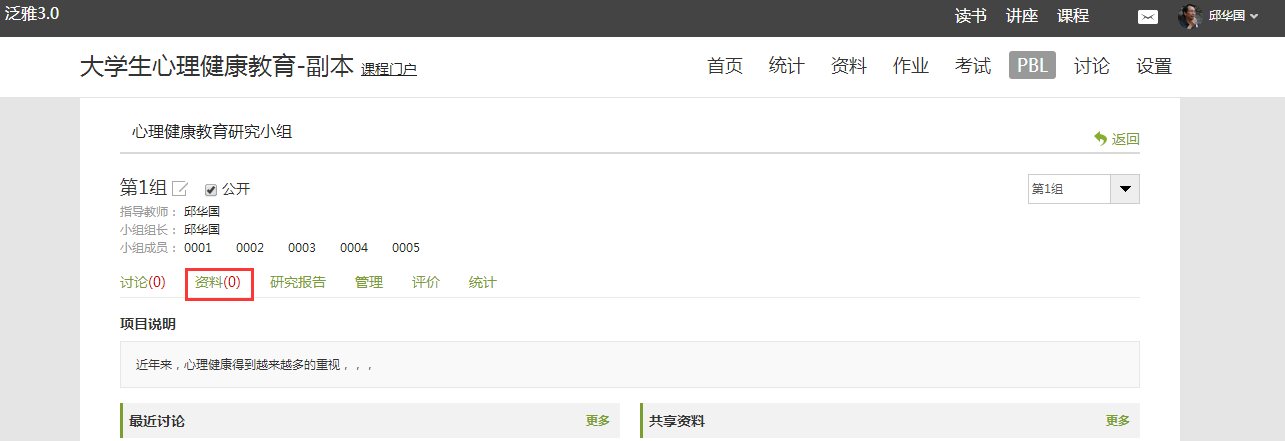 泛雅3.0 读书 讲座 课程 邱华国
大学生心理健康教育-副本 课程门户 首页 统计 资料 作业 考试 PBL 讨论 设置
心理健康教育研究小组
返回
第1组 公开 第1组
指导教师： 邱华国
小组组长： 邱华国
小组成员： 0001 0002 0003 0004 0005
讨论(0) 资料(0) 研究报告 管理 评价 统计
项目说明
近年来，心理健康得到越来越多的重视，，，
最近讨论 更多 共享资料 更多